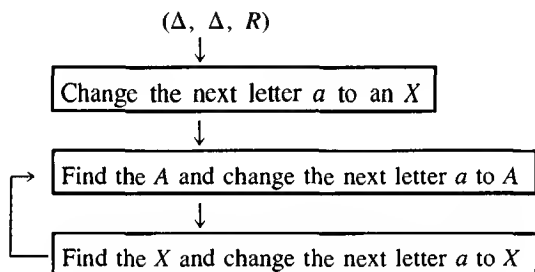 (Δ, Δ, R)
Change the next letter a to an X
Find the A and change the next letter a to A
Find the X and change the next letter a to X